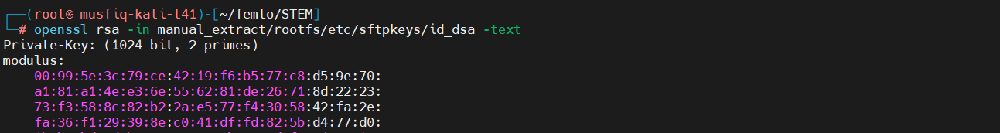 ┌──(root㉿ musfiq-kali-t41)-[~/femto/STEM]
└─# openssl rsa -in manual_extract/rootfs/etc/sftpkeys/id_dsa -text
Private-Key: (1024 bit, 2 primes)
modulus:
    00:99:5e:3c:79:ce:42:19:f6:b5:77:c8:d5:9e:70:
    a1:81:a1:4e:e3:6e:55:62:81:de:26:71:8d:22:23:
    73:f3:58:8c:82:b2:2a:e5:77:f4:30:58:42:fa:2e:
    fa:36:f1:29:39:8e:c0:41:df:fd:82:5b:d4:77:d0: